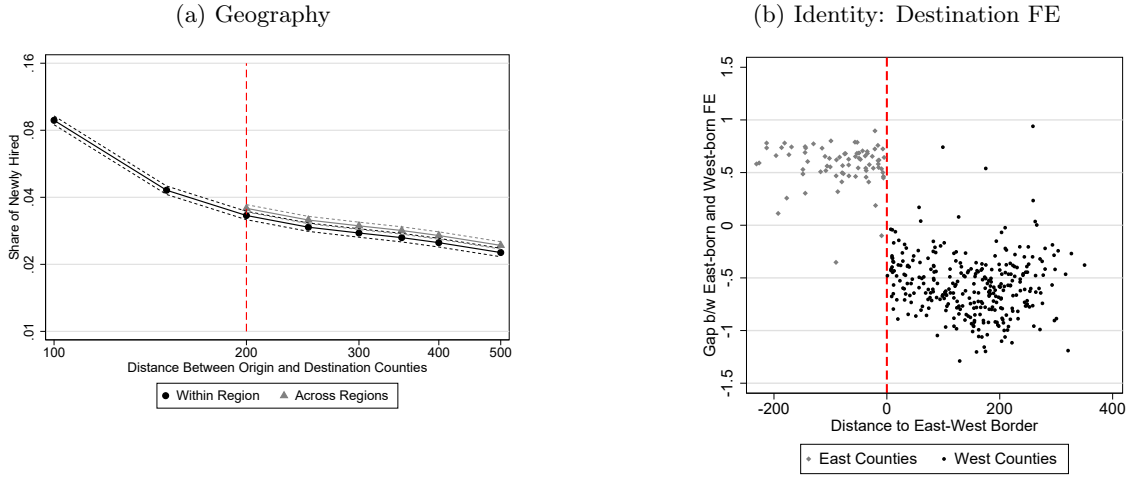 (a) Geography
Share of Newly Hired
.16
.08
.04
.02
.01
100
200
300
400
500
Distance Between Origin and Destination Counties
Within Region
Across Regions
(b) Identity: Destination FE
Gap b/w East-born and West-born FE
1.5
1
.5
0
-.5
-1
-1.5
-200
0
200
400
Distance to East-West Border
East Counties
West Counties